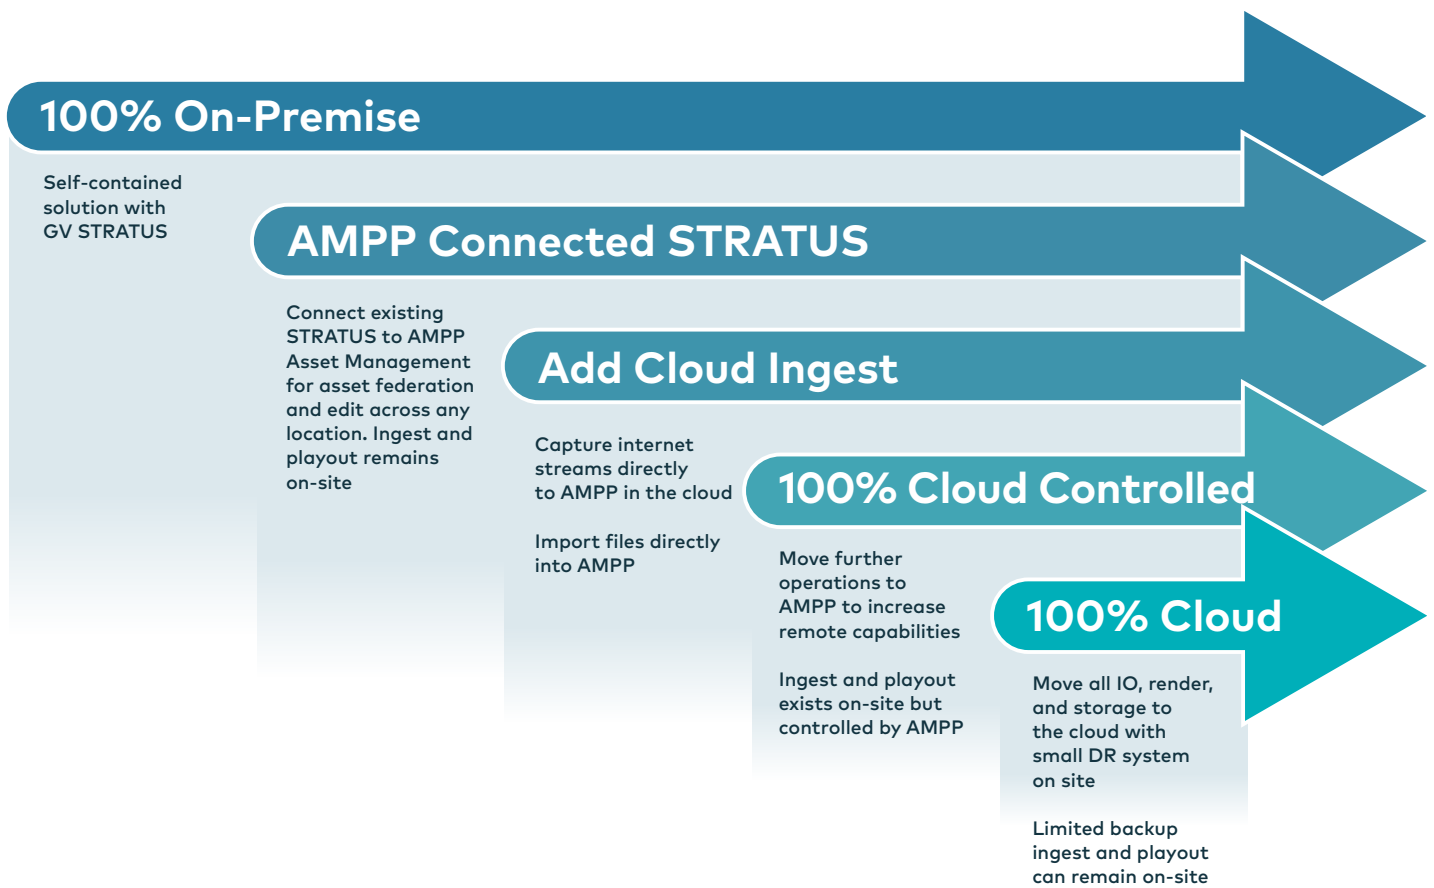 100% On-Premise
Self-contained
solution with
GV STRATUS
AMPP Connected STRATUS
Connect existing
STRATUS to AMPP
Asset Management
for asset federation
and edit across any
location. Ingest and
playout remains
on-site
Add Cloud Ingest
Capture internet
streams directly
to AMPP in the cloud
Import files directly
into AMPP
100% Cloud Controlled
Move further
operations to
AMPP to increase
remote capabilities
Ingest and playout
exists on-site but
controlled by AMPP
100% Cloud
Move all IO, render,
and storage to
the cloud with
small DR system
on site
Limited backup
ingest and playout
can remain on-site